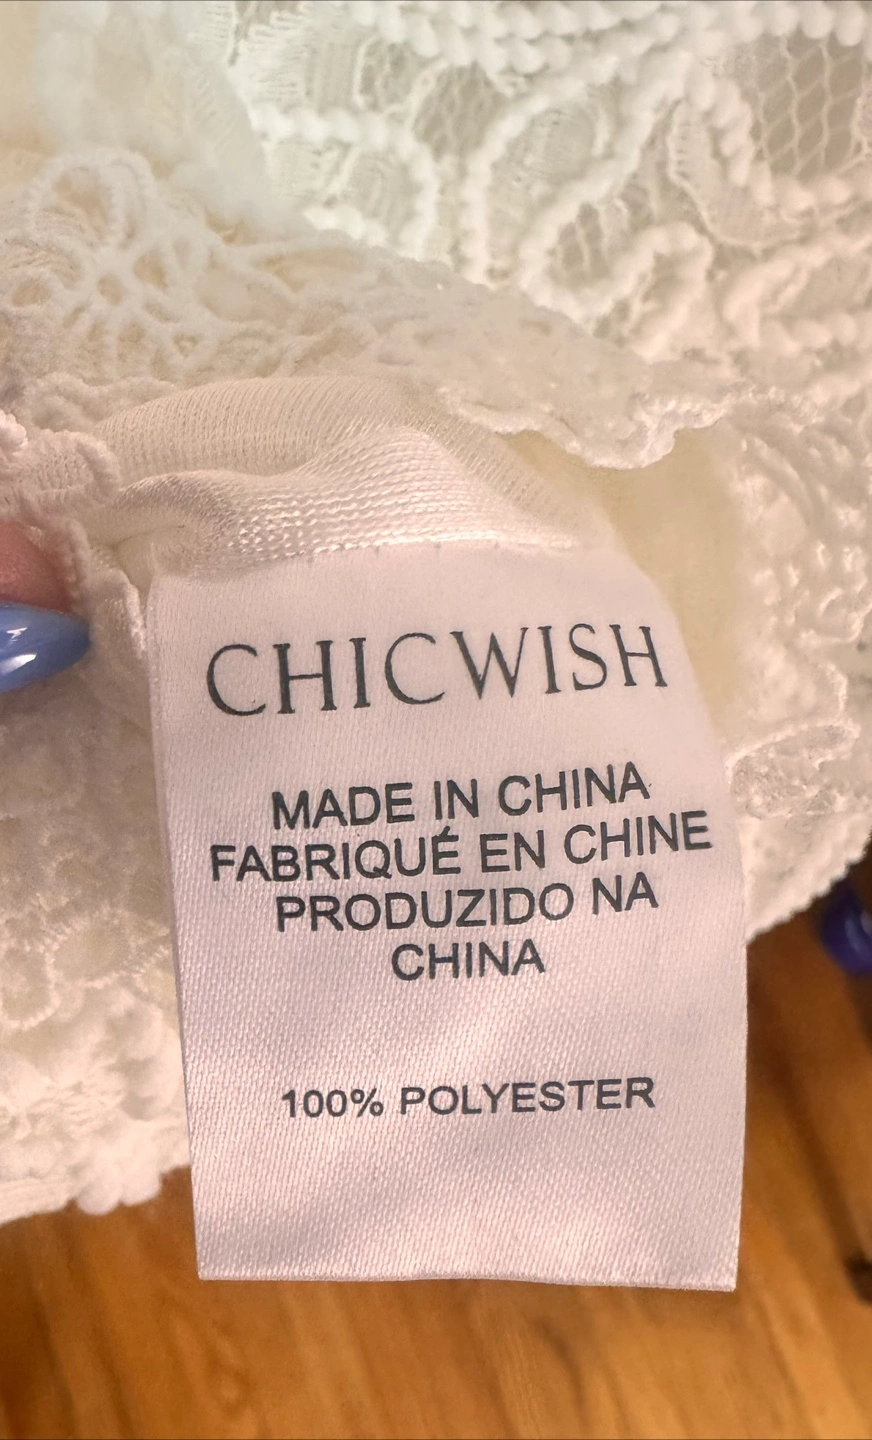 CHICWISH
MADE IN CHINA
FABRIQUÉ EN CHINE
PRODUZIDO NA
CHINA
100% POLYESTER